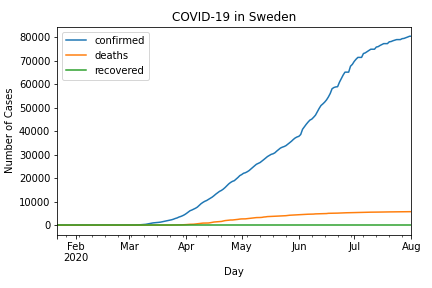 COVID-19 in Sweden
confirmed
deaths
recovered
80000
70000
60000
50000
40000
30000
20000
10000
0
Number of Cases
Feb
2020
Mar
Apr
May
Jun
Jul
Aug
Day